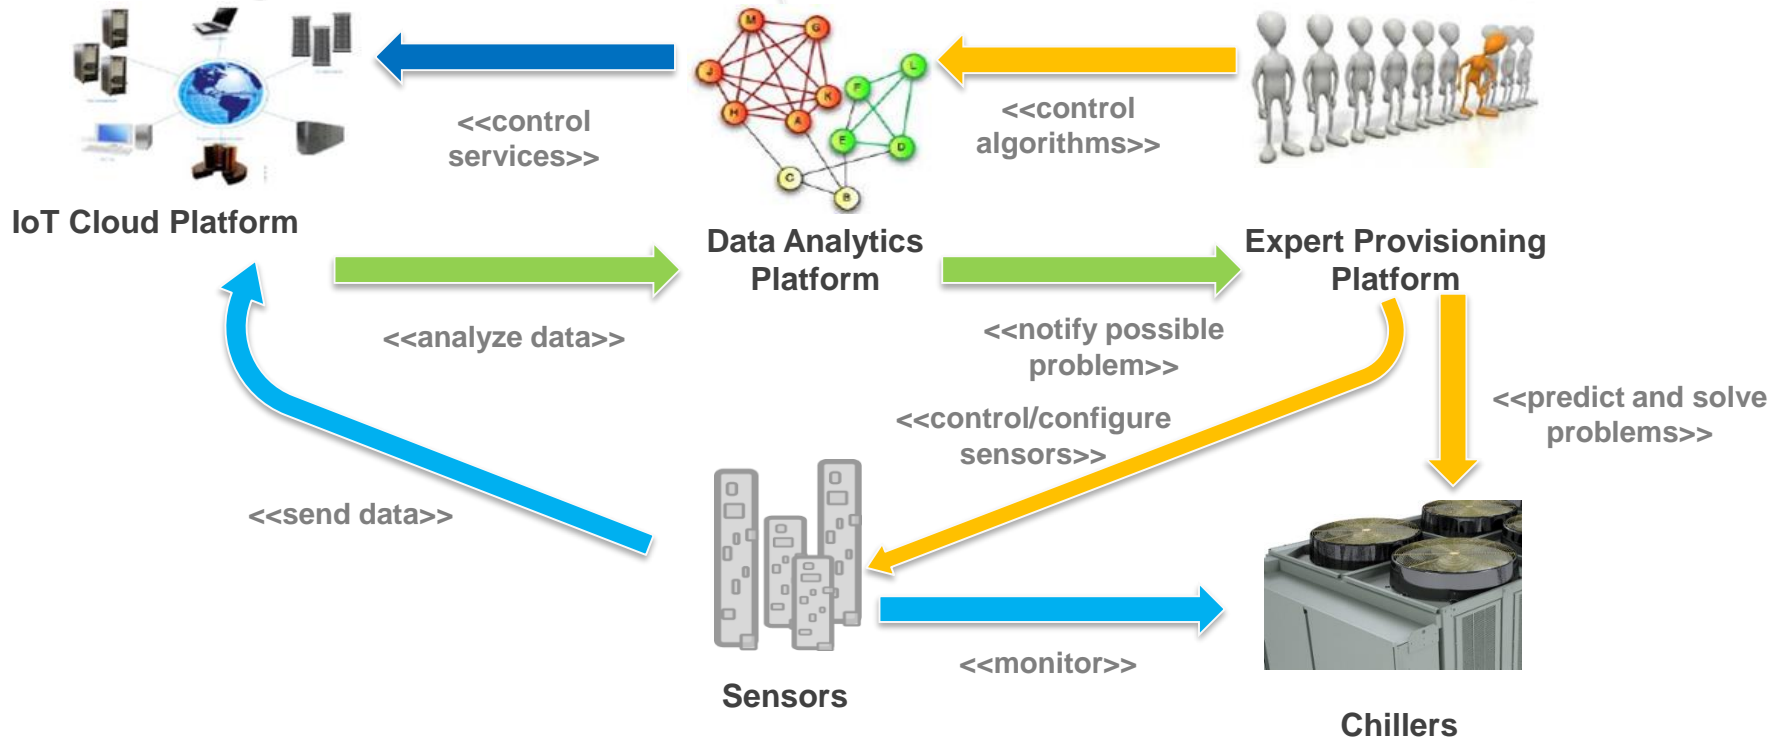 <<control
services>>
M
G
J
K
H
A
L
F
E
D
C
B
<<control
algorithms>>
IoT Cloud Platform
Data Analytics
Platform
Expert Provisioning
Platform
<<analyze data>>
<<notify possible
problem>>
<<control/configure
sensors>>
<<predict and solve
problems>>
<<send data>>
<<monitor>>
Sensors
Chillers